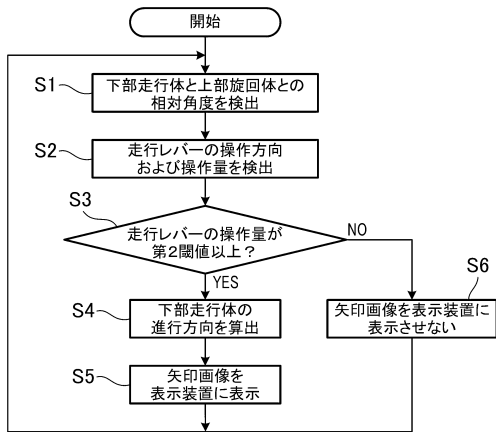 開始
S1
下部走行体と上部旋回体との
相対角度を検出
S2
走行レバーの操作方向
および操作量を検出
S3
走行レバーの操作量が
第2閾値以上？
NO
YES
S4
下部走行体の
進行方向を算出
S6
矢印画像を表示装置に
表示させない
S5
矢印画像を
表示装置に表示